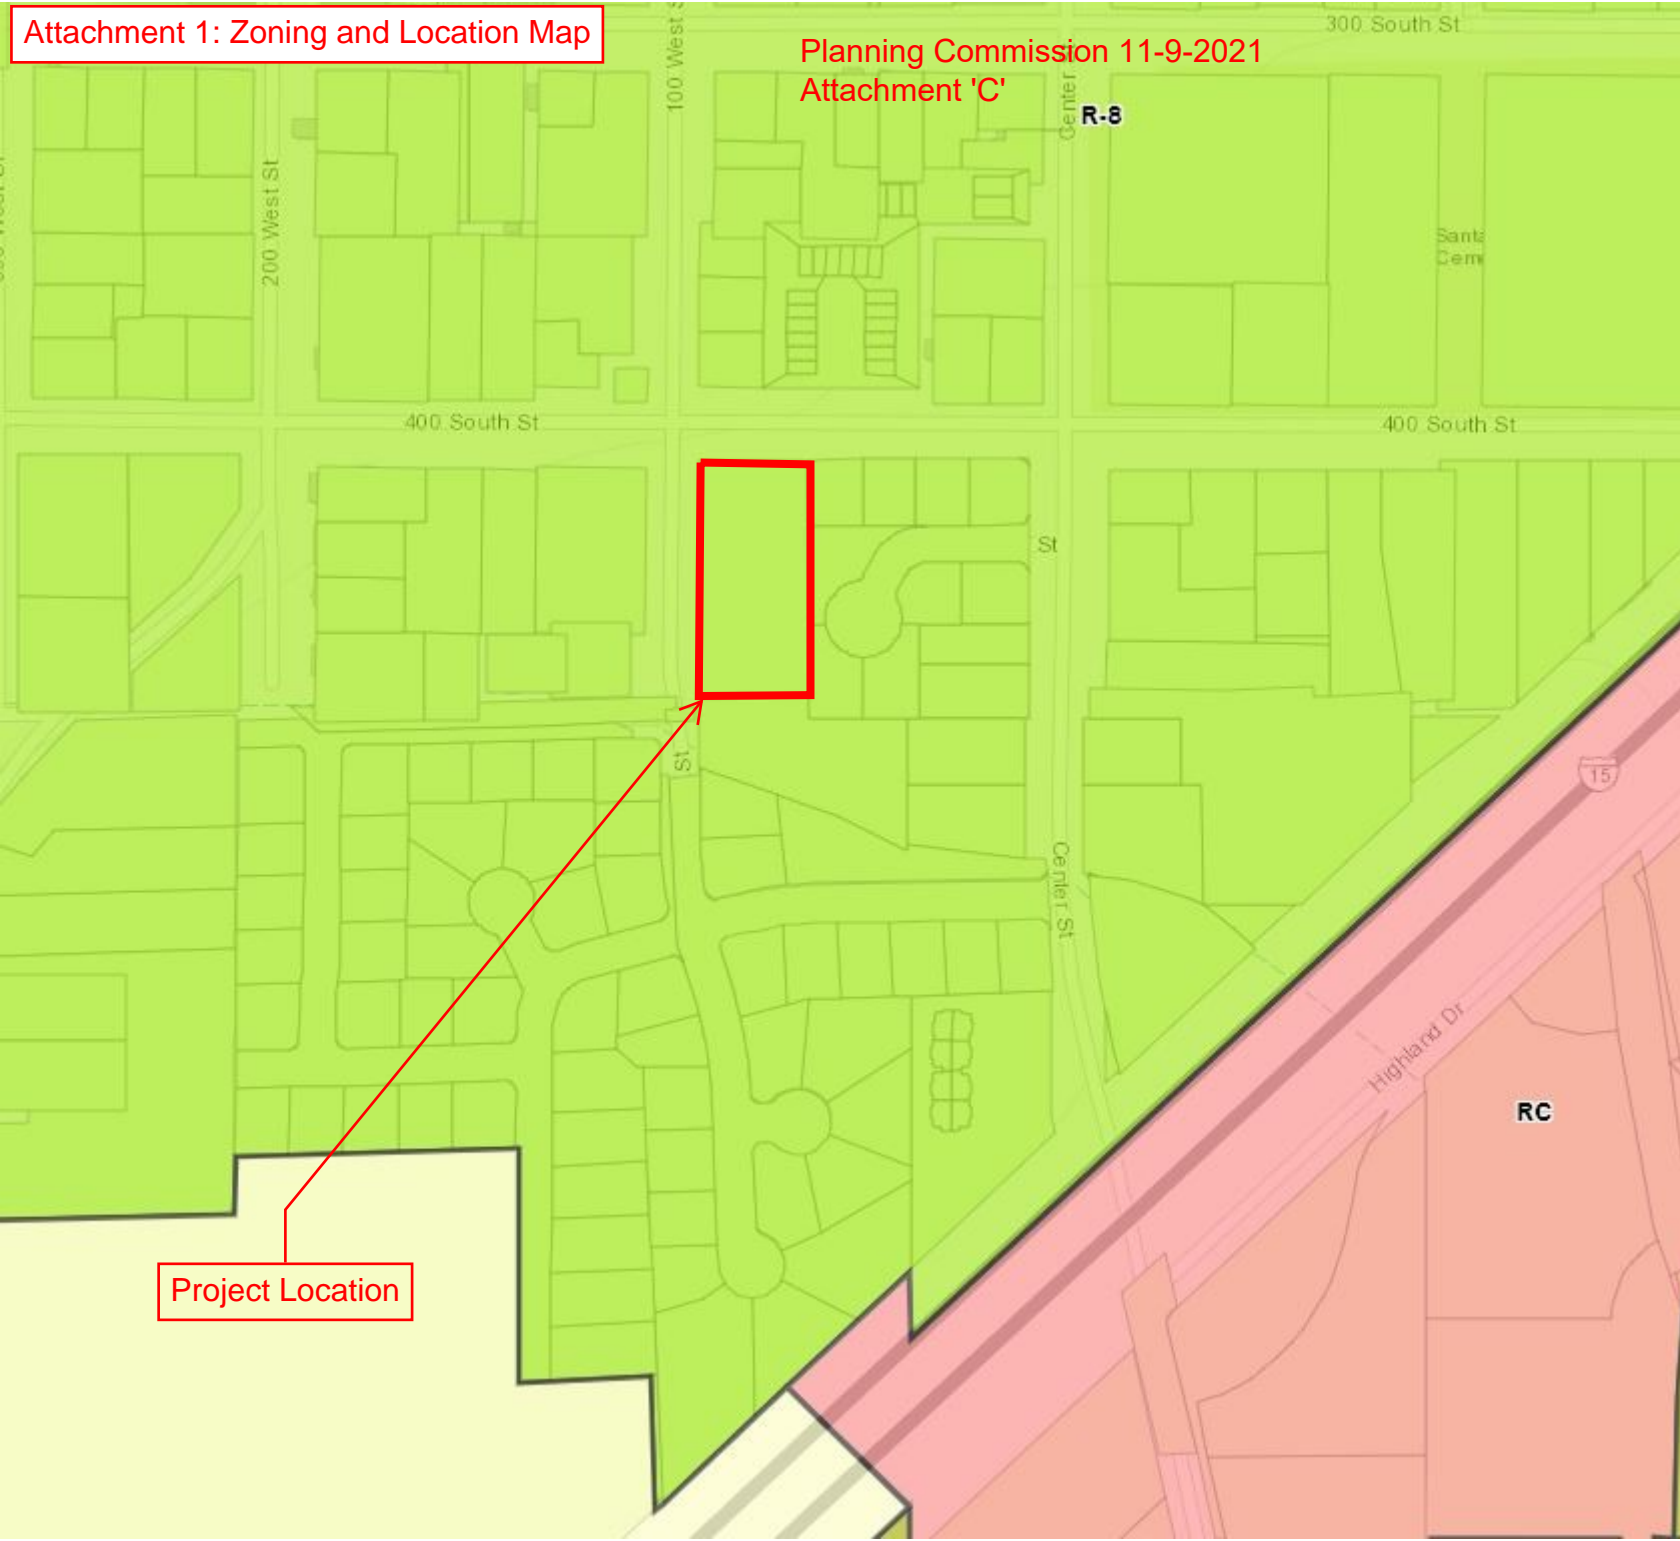 Attachment 1: Zoning and Location Map
300 South St
Planning Commission 11-9-2021
Attachment 'C'
100 West S
Center St
R-8
200 West St
Santa
Cem
400 South St
400 South St
St
St
15
Center St
Highland Dr
RC
Project Location